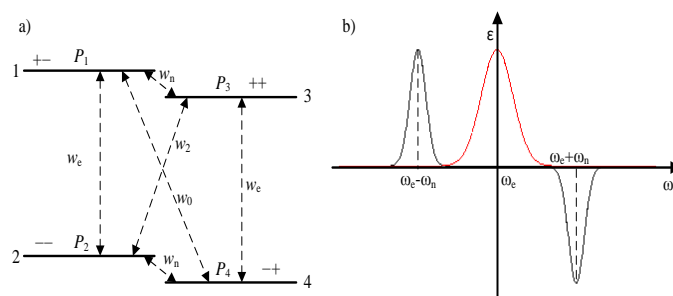 a)
1 +− P₁
wₙ
P₃ ++ 3
wₑ w₂ wₑ
w₀
2 −− P₂
wₙ
P₄ −+ 4
b)
ε
ωₑ-ωₙ ωₑ ωₑ+ωₙ ω